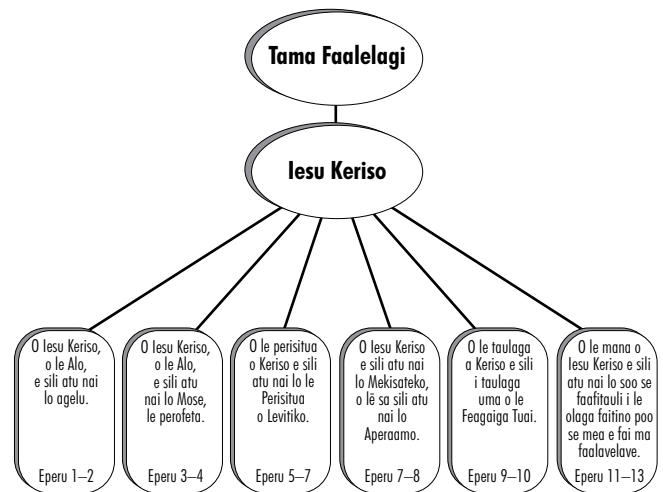 Tama Faalelagi
Iesu Keriso
O Iesu Keriso,
o le Alo,
e sili atu nai
lo agelu.
Eperu 1–2
O Iesu Keriso,
o le Alo,
e sili atu
nai lo Mose,
le perofeta.
Eperu 3–4
O le perisitua
o Keriso e sili
atu nai lo le
Perisitua
o Levitiko.
Eperu 5–7
O Iesu Keriso
e sili atu nai
lo Mekisateko,
o lē sa sili atu
nai lo
Aperaamo.
Eperu 7–8
O le taulaga
a Keriso e sili
i taulaga
uma o le
Feagaiga Tuai.
Eperu 9–10
O le mana o
Iesu Keriso e sili
atu nai lo soo se
faafitauli i le
olaga faitino poo
se mea e fai ma
faalavelave.
Eperu 11–13